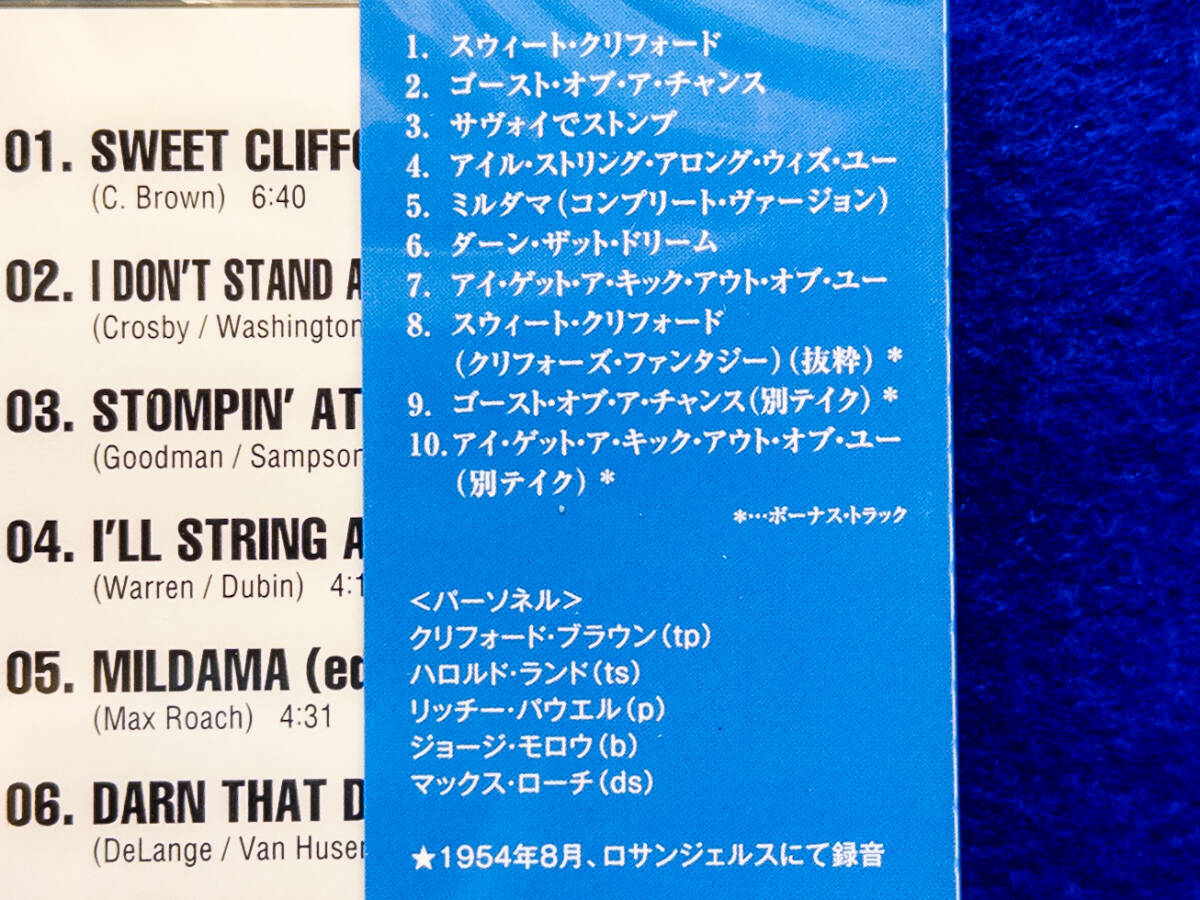 01. SWEET
(C. Brown) 6:40
02. I DON'T STAND
(Crosby / Washington
03. STOMPIN' AT
(Goodman / Sampson
04. I'LL STRING
(Warren / Dubin)
05. MILDAMA
(Max Roach) 4:31
06. DARN THAT
(DeLange / Van Husen
1. スウィート・クリフォード
2. ゴースト・オブ・ア・チャンス
3. サヴォイでストンプ
4. アイル・ストリング・アロング・ウィズ・ユー
5. ミルダマ(コンプリート・ヴァージョン)
6. ダーン・ザット・ドリーム
7. アイ・ゲット・ア・キック・アウト・オブ・ユー
8. スウィート・クリフォード
(クリフォーズ・ファンタジー)(抜粋)*
9. ゴースト・オブ・ア・チャンス(別テイク)*
10. アイ・ゲット・ア・キック・アウト・オブ・ユー
(別テイク)*
*…ボーナス・トラック
<パーソネル>
クリフォード・ブラウン(tp)
ハロルド・ランド(ts)
リッチー・パウエル(p)
ジョージ・モロウ(b)
マックス・ローチ(ds)
★1954年8月、ロサンジェルスにて録音